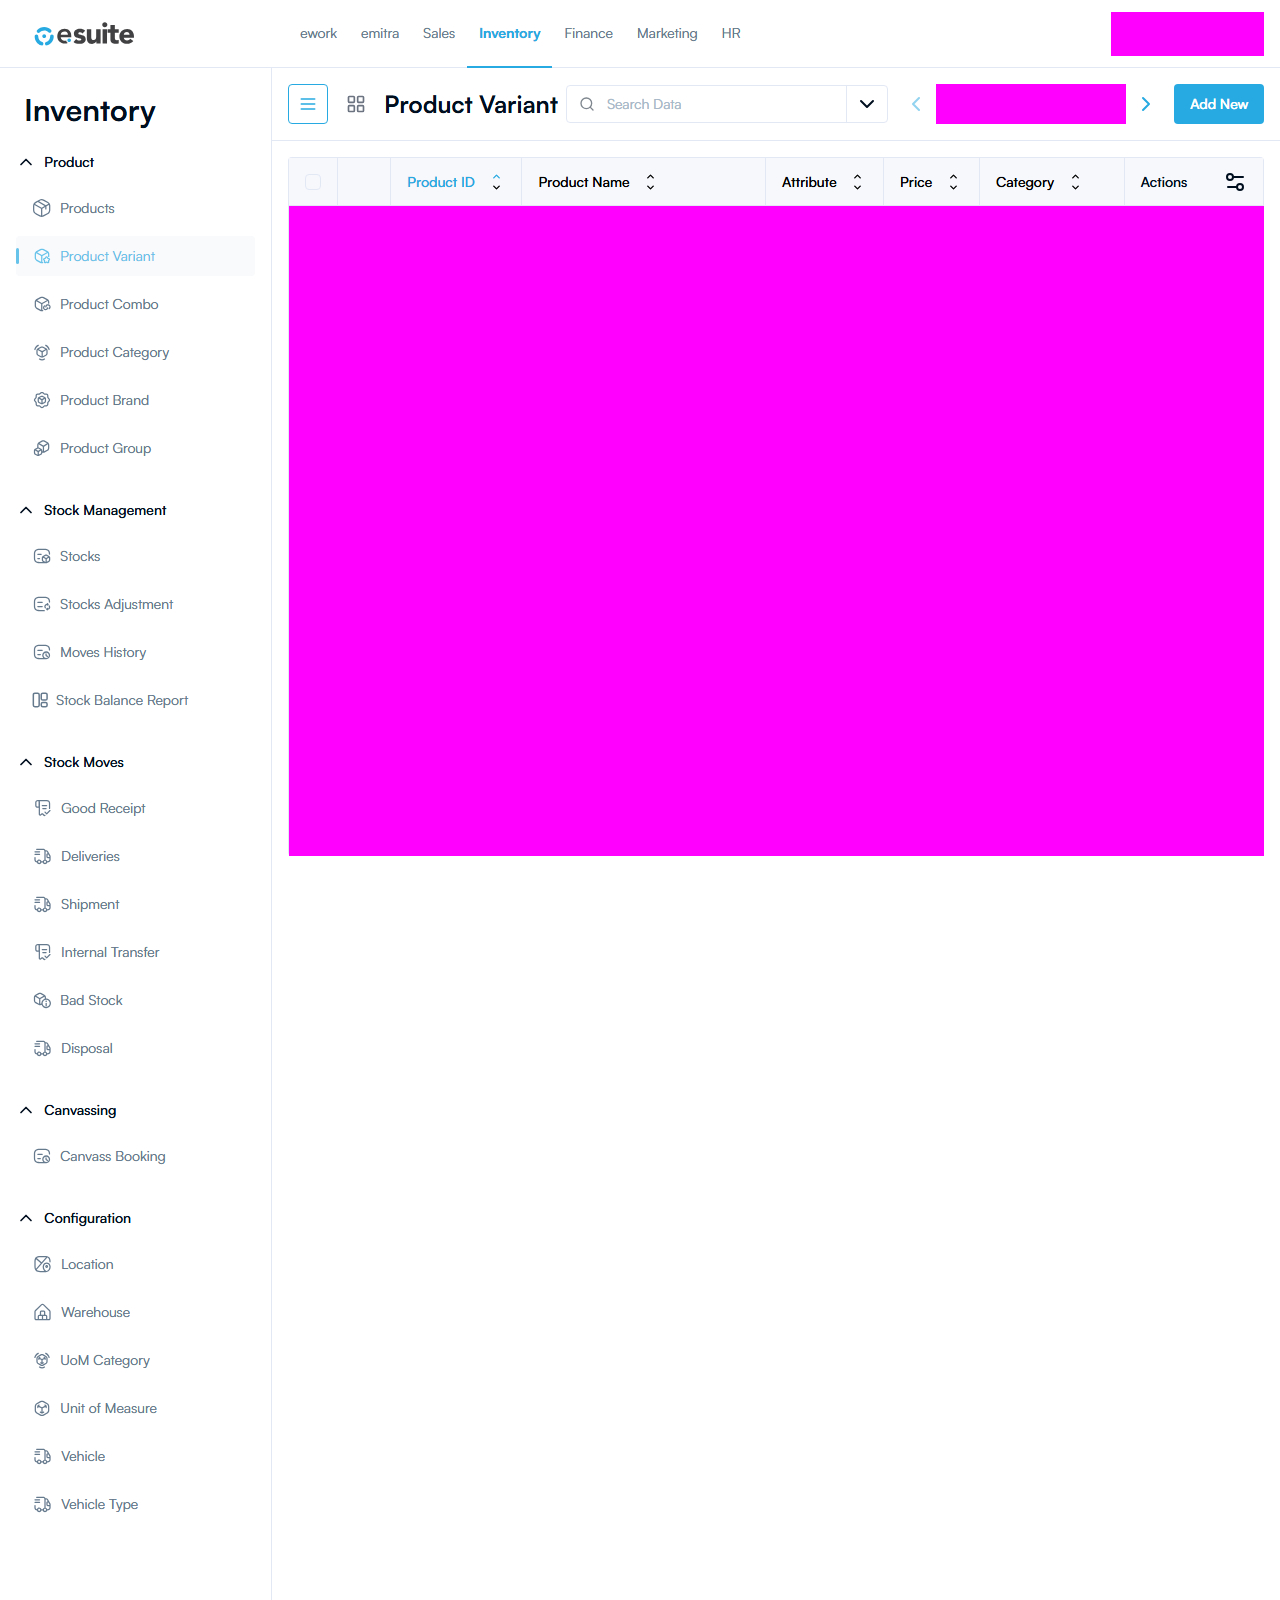 esuite
ework
emitra
Sales
Inventory
Finance
Marketing
HR
Inventory
Product
Products
Product Variant
Product Combo
Product Category
Product Brand
Product Group
Stock Management
Stocks
Stocks Adjustment
Moves History
Stock Balance Report
Stock Moves
Good Receipt
Deliveries
Shipment
Internal Transfer
Bad Stock
Disposal
Canvassing
Canvass Booking
Configuration
Location
Warehouse
UoM Category
Unit of Measure
Vehicle
Vehicle Type
Product Variant
Search Data
Add New
Product ID
Product Name
Attribute
Price
Category
Actions